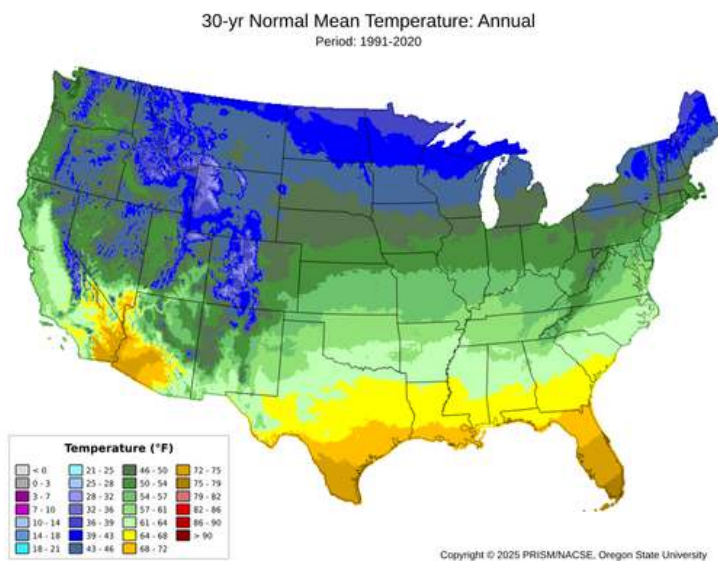 30-yr Normal Mean Temperature: Annual
Period: 1991-2020
Temperature (°F)
< 0
0 - 3
3 - 7
7 - 10
10 - 14
14 - 18
18 - 21
21 - 25
25 - 28
28 - 32
32 - 36
36 - 39
39 - 43
43 - 46
46 - 50
50 - 54
54 - 57
57 - 61
61 - 64
64 - 68
68 - 72
72 - 75
75 - 79
79 - 82
82 - 86
86 - 90
> 90
Copyright © 2025 PRISM/NACSE, Oregon State University